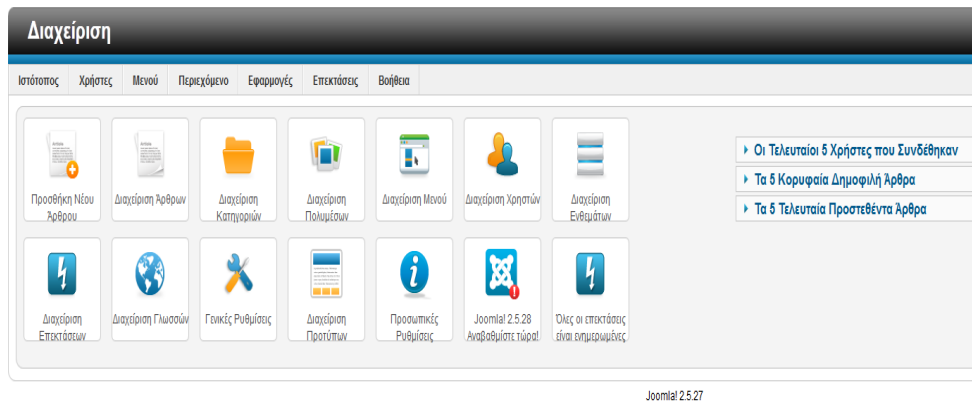 Διαχείριση
Ιστότοπος Χρήστες Μενού Περιεχόμενο Εφαρμογές Επεκτάσεις Βοήθεια
Προσθήκη Νέου Άρθρου
Διαχείριση Άρθρων
Διαχείριση Κατηγοριών
Διαχείριση Πολυμέσων
Διαχείριση Μενού
Διαχείριση Χρηστών
Διαχείριση Ενθεμάτων
Διαχείριση Επεκτάσεων
Διαχείριση Γλωσσών
Γενικές Ρυθμίσεις
Διαχείριση Προτύπων
Προσωπικές Ρυθμίσεις
Joomla! 2.5.28 Αναβαθμίστε τώρα!
Όλες οι επεκτάσεις είναι ενημερωμένες
Οι Τελευταίοι 5 Χρήστες που Συνδέθηκαν
Τα 5 Κορυφαία Δημοφιλή Άρθρα
Τα 5 Τελευταία Προστεθέντα Άρθρα
Joomla! 2.5.27